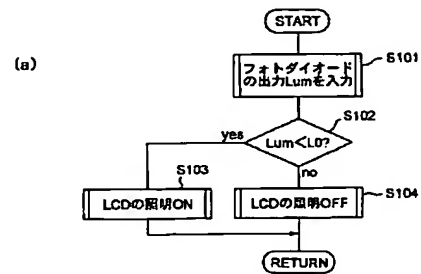 START
(a)
フォトダイオード
の出力Lumを入力
S101
S102
Lum<L0?
yes
no
S103
LCDの照明ON
LCDの照明OFF
S104
RETURN